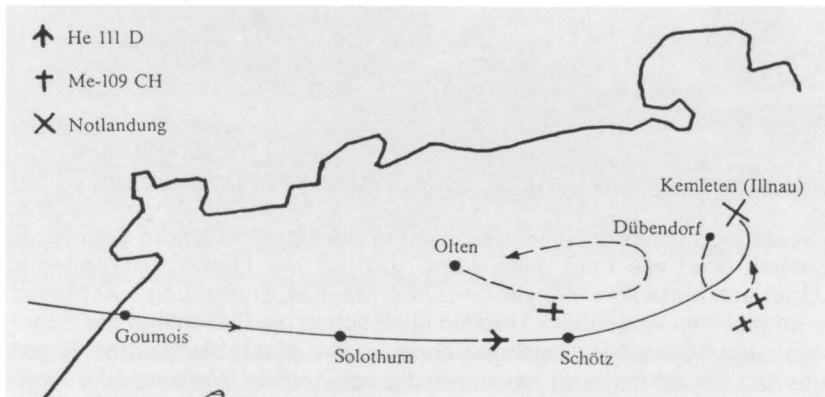 He 111 D
Me-109 CH
Notlandung
Kemleten (Illnau)
Dübendorf
Olten
Goumois
Solothurn
Schötz